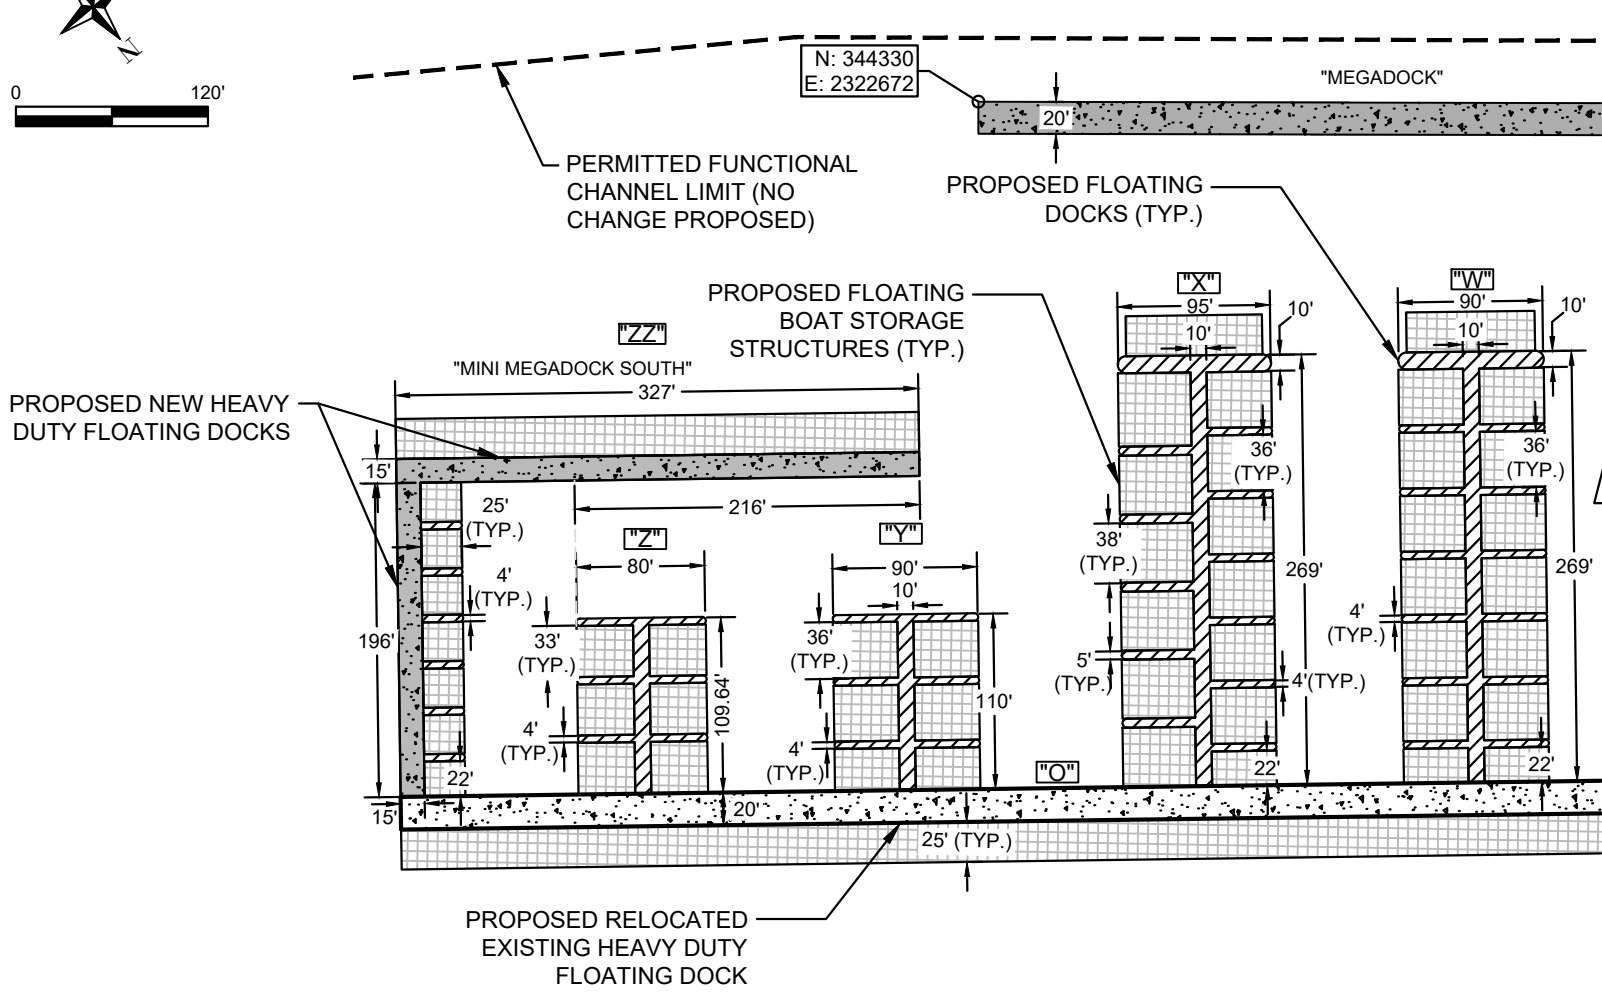 N
0 120'
N: 344330
E: 2322672
"MEGADOCK"
20'
PERMITTED FUNCTIONAL
CHANNEL LIMIT (NO
CHANGE PROPOSED)
PROPOSED FLOATING
DOCKS (TYP.)
PROPOSED FLOATING
BOAT STORAGE
STRUCTURES (TYP.)
"X"
95'
10'
10'
"W"
90'
10'
10'
"ZZ"
"MINI MEGADOCK SOUTH"
327'
PROPOSED NEW HEAVY
DUTY FLOATING DOCKS
15'
25'
(TYP.)
216'
4'
(TYP.)
196'
22'
15'
"Z"
80'
33'
(TYP.)
4'
(TYP.)
109.64'
20'
"Y"
90'
10'
36'
(TYP.)
4'
(TYP.)
110'
36'
(TYP.)
38'
(TYP.)
269'
5'
(TYP.)
4'(TYP.)
22'
36'
(TYP.)
269'
4'
(TYP.)
22'
"O"
25' (TYP.)
PROPOSED RELOCATED
EXISTING HEAVY DUTY
FLOATING DOCK